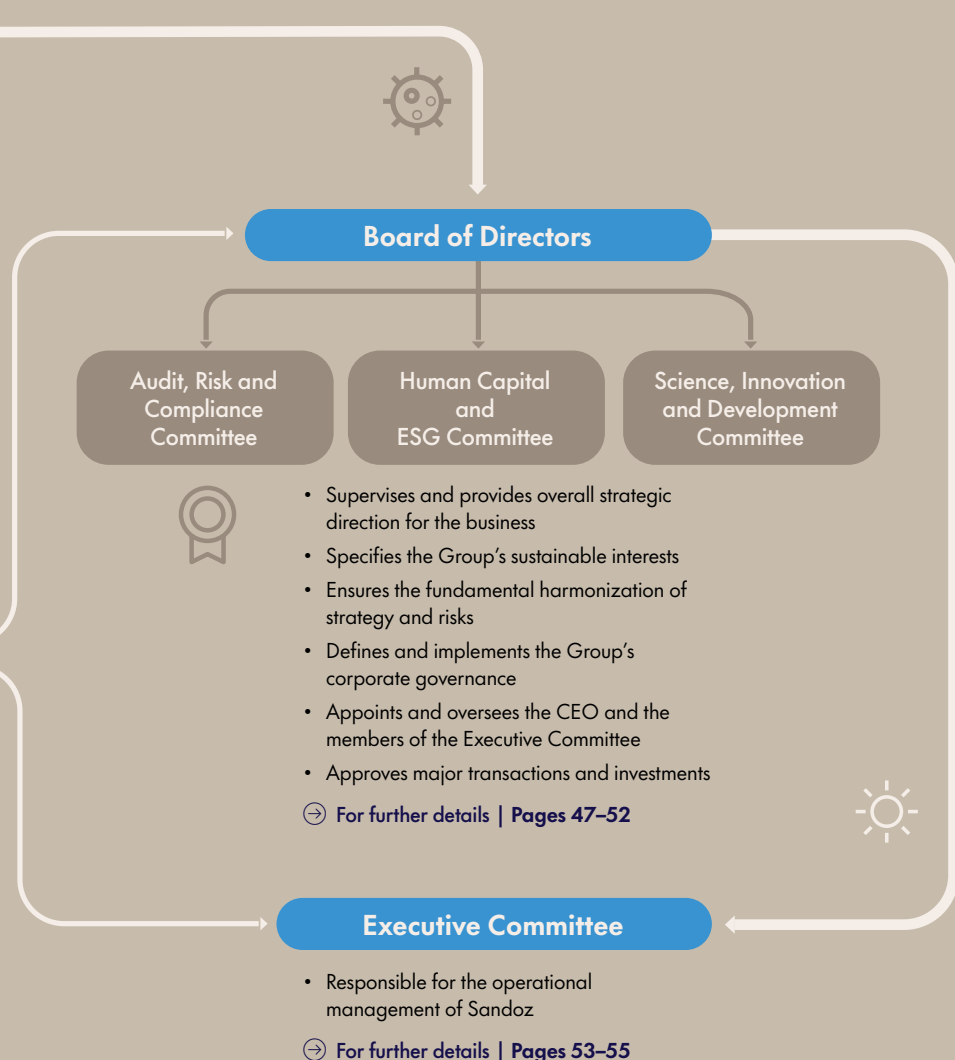 Board of Directors
Audit, Risk and
Compliance
Committee
Human Capital
and
ESG Committee
Science, Innovation
and Development
Committee
• Supervises and provides overall strategic
direction for the business
• Specifies the Group’s sustainable interests
• Ensures the fundamental harmonization of
strategy and risks
• Defines and implements the Group’s
corporate governance
• Appoints and oversees the CEO and the
members of the Executive Committee
• Approves major transactions and investments
For further details | Pages 47–52
Executive Committee
• Responsible for the operational
management of Sandoz
For further details | Pages 53–55